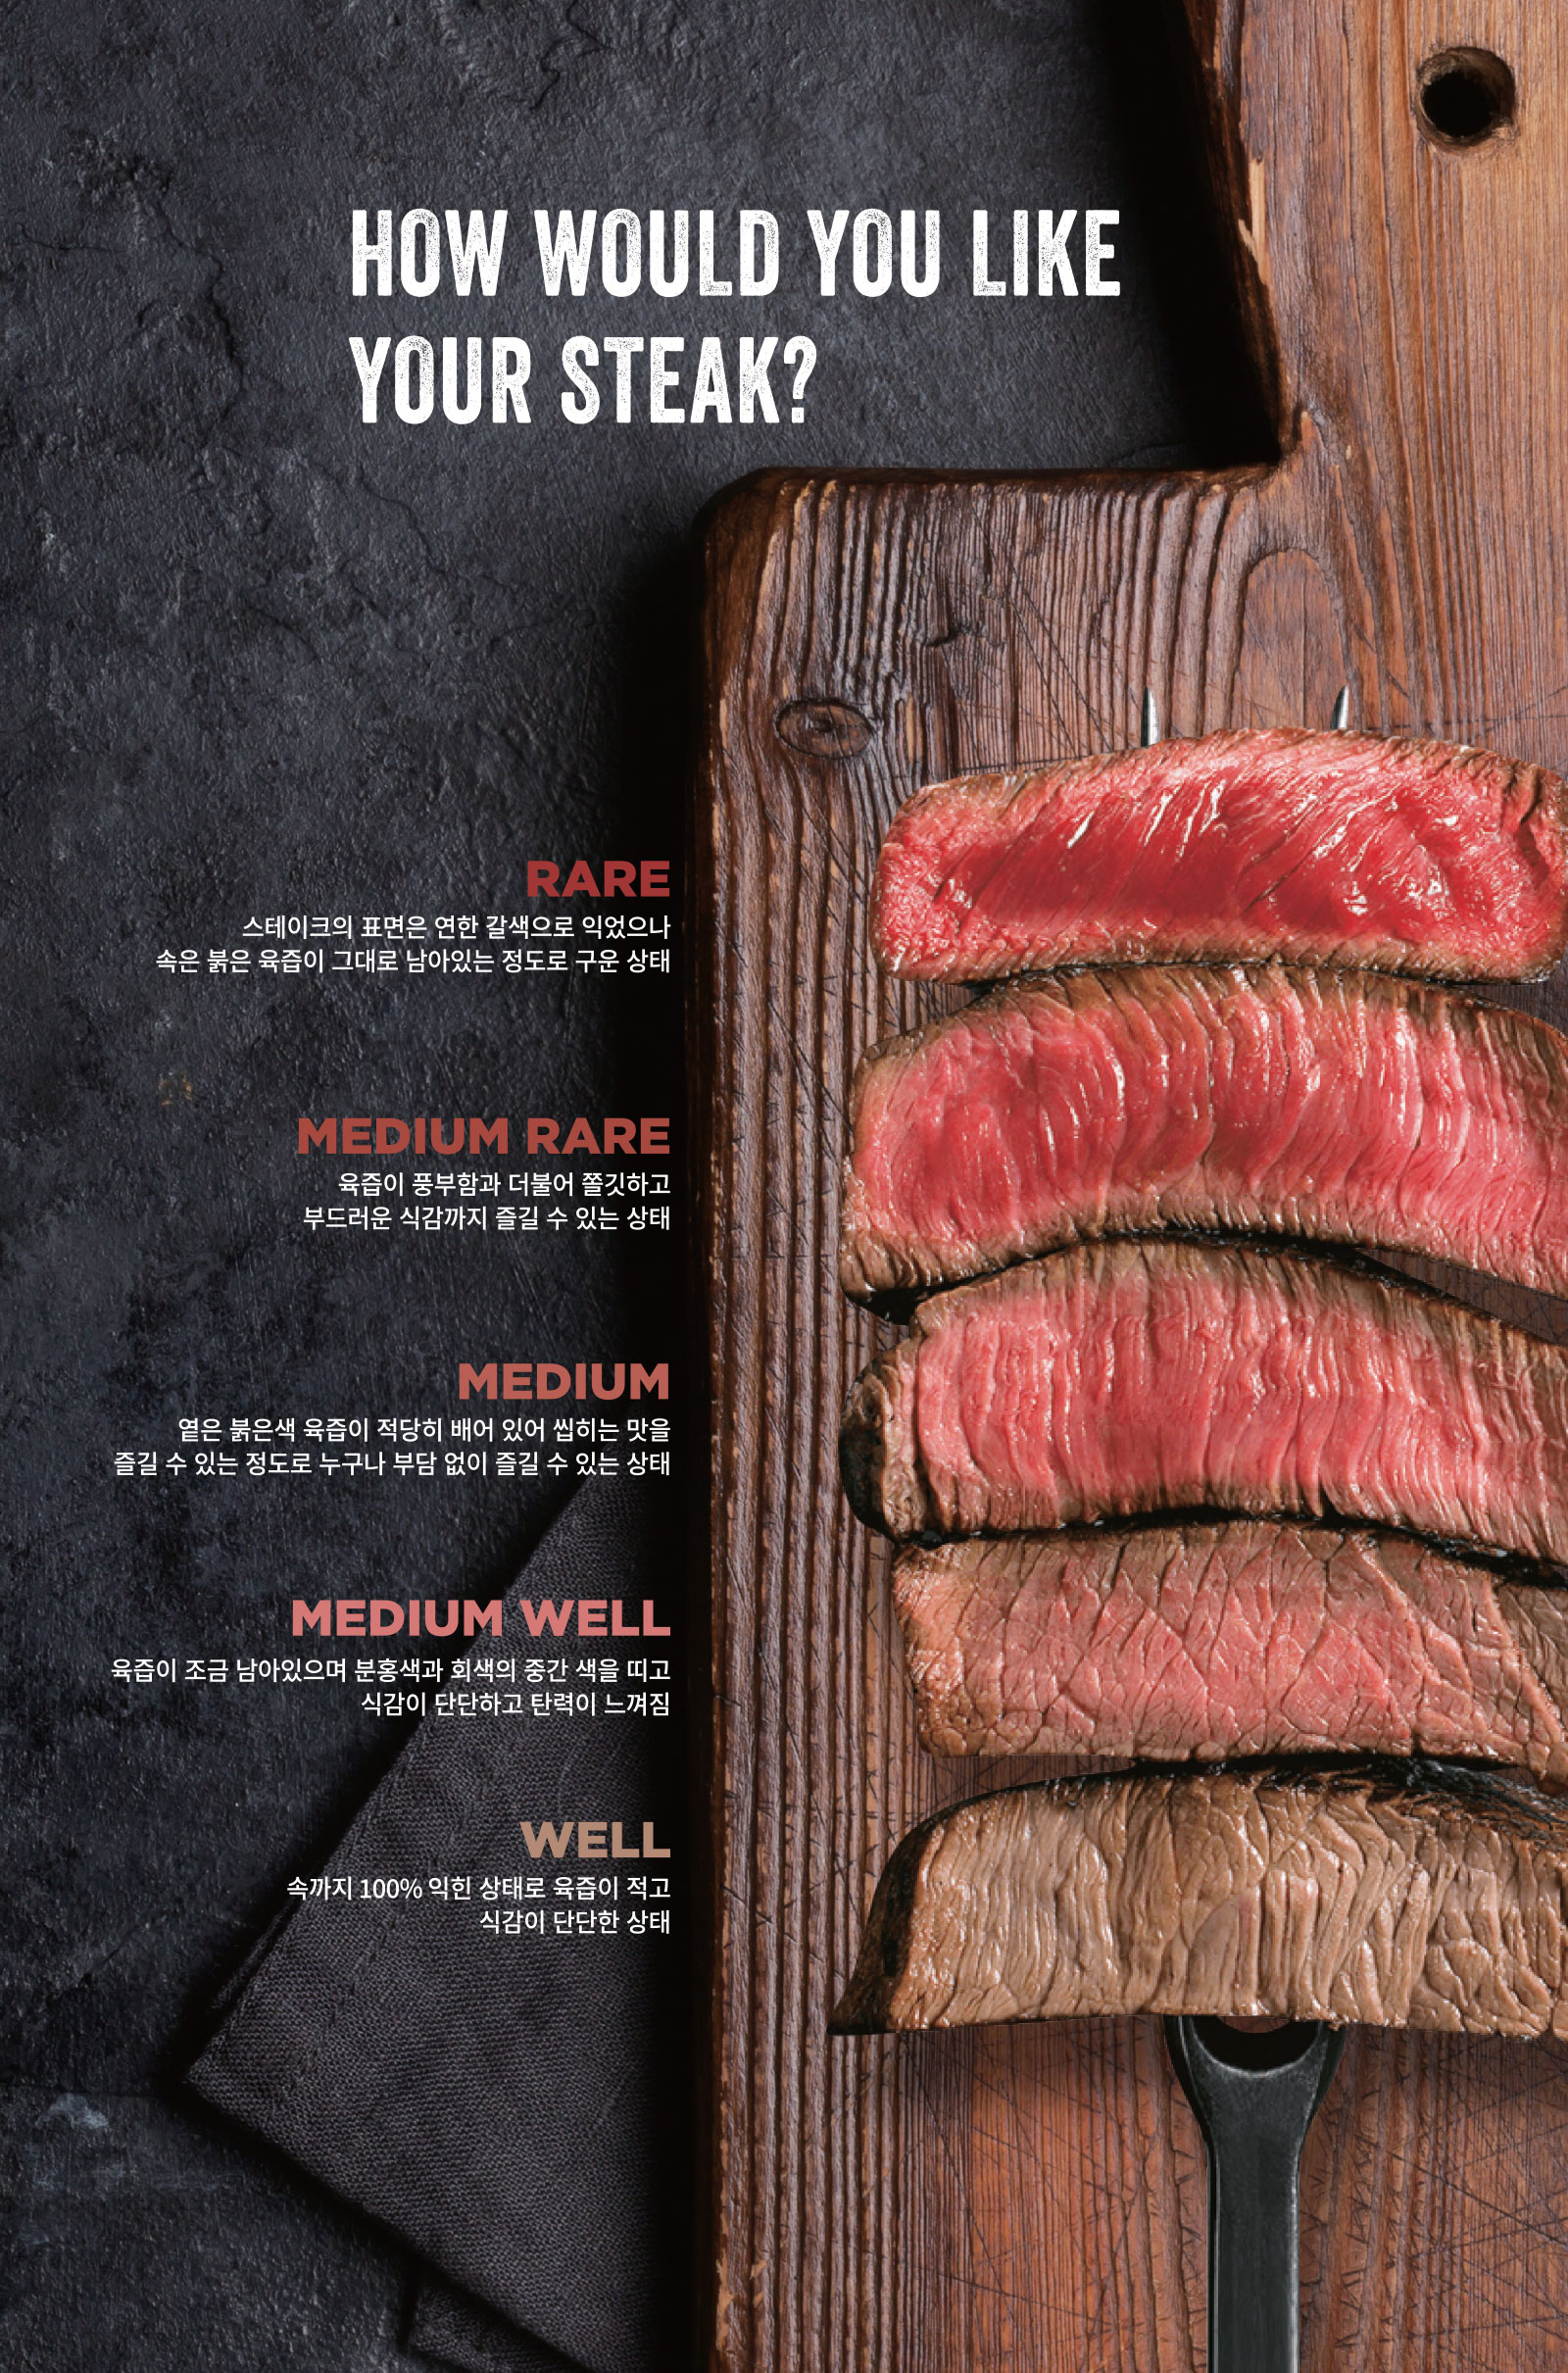 HOW WOULD YOU LIKE
YOUR STEAK?
RARE
스테이크의 표면은 연한 갈색으로 익었으나
속은 붉은 육즙이 그대로 남아있는 정도로 구운 상태
MEDIUM RARE
육즙이 풍부함과 더불어 쫄깃하고
부드러운 식감까지 즐길 수 있는 상태
MEDIUM
옅은 붉은색 육즙이 적당히 배어 있어 씹히는 맛을
즐길 수 있는 정도로 누구나 부담 없이 즐길 수 있는 상태
MEDIUM WELL
육즙이 조금 남아있으며 분홍색과 회색의 중간 색을 띠고
식감이 단단하고 탄력이 느껴짐
WELL
속까지 100% 익힌 상태로 육즙이 적고
식감이 단단한 상태